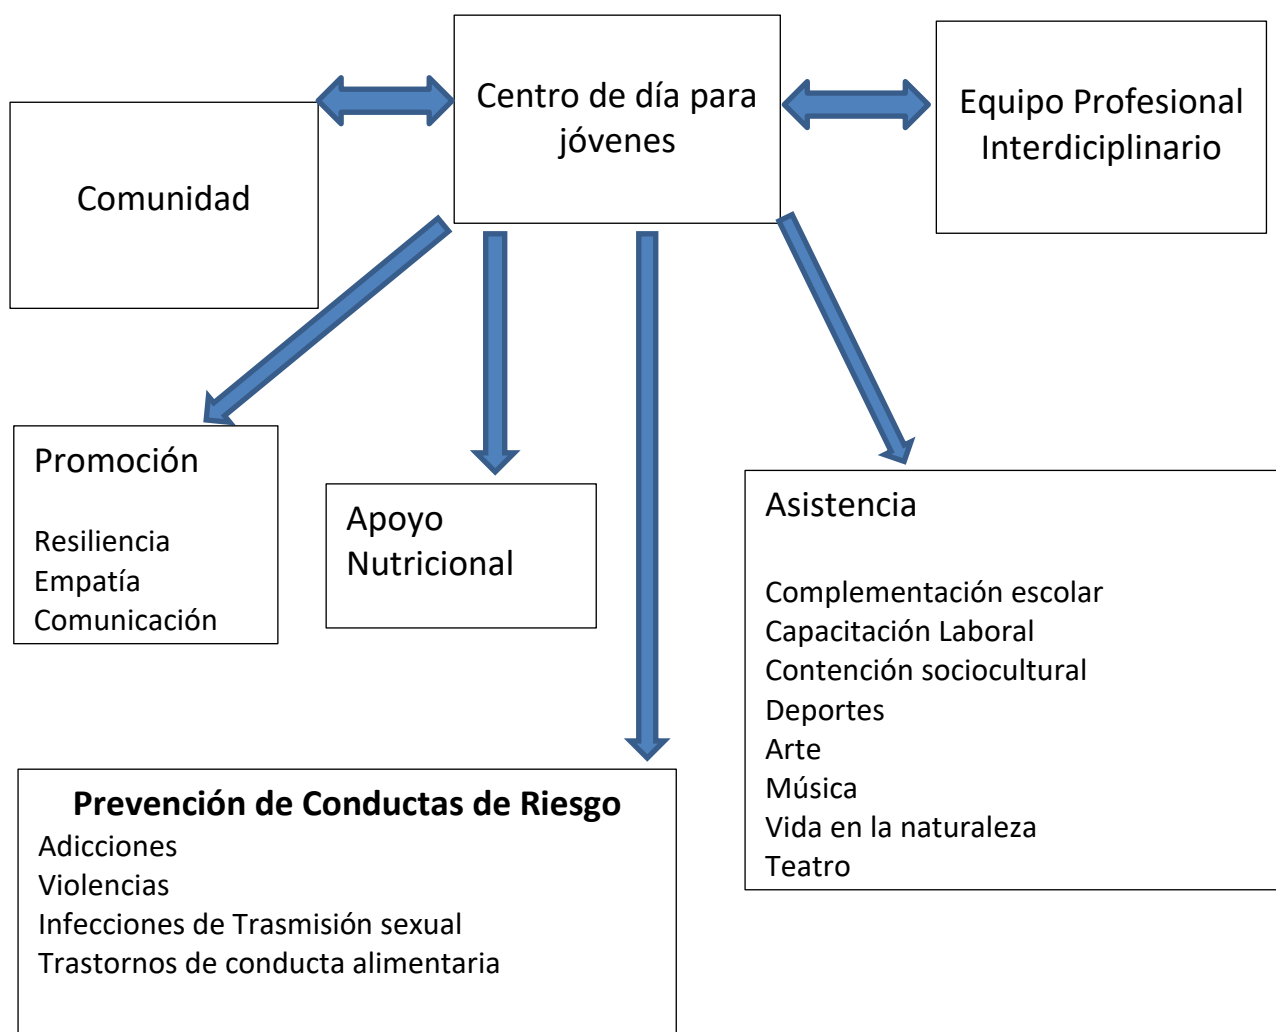 Centro de día para
jóvenes
Equipo Profesional
Interdiciplinario
Comunidad
Promoción
Resiliencia
Empatía
Comunicación
Apoyo
Nutricional
Asistencia
Complementación escolar
Capacitación Laboral
Contención sociocultural
Deportes
Arte
Música
Vida en la naturaleza
Teatro
Prevención de Conductas de Riesgo
Adicciones
Violencias
Infecciones de Trasmisión sexual
Trastornos de conducta alimentaria